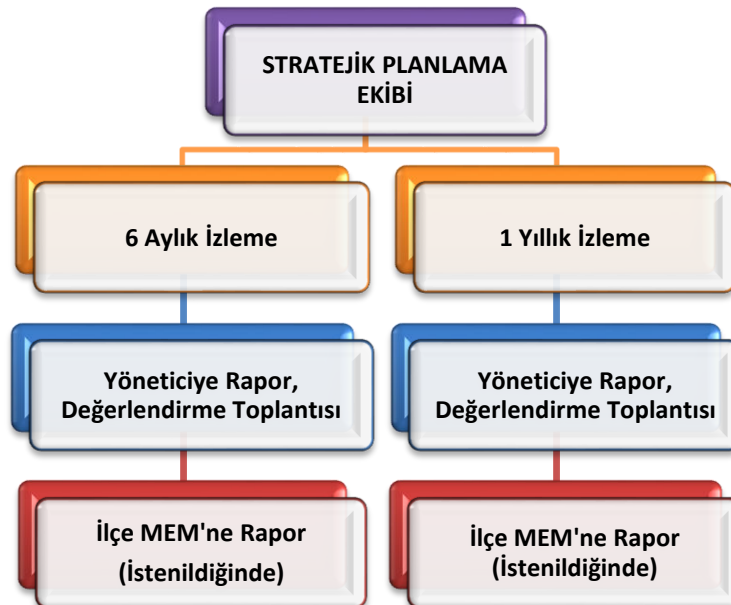 STRATEJİK PLANLAMA
EKİBİ
6 Aylık İzleme
1 Yıllık İzleme
Yöneticiye Rapor,
Değerlendirme Toplantısı
Yöneticiye Rapor,
Değerlendirme Toplantısı
İlçe MEM'ne Rapor
(İstenildiğinde)
İlçe MEM'ne Rapor
(İstenildiğinde)